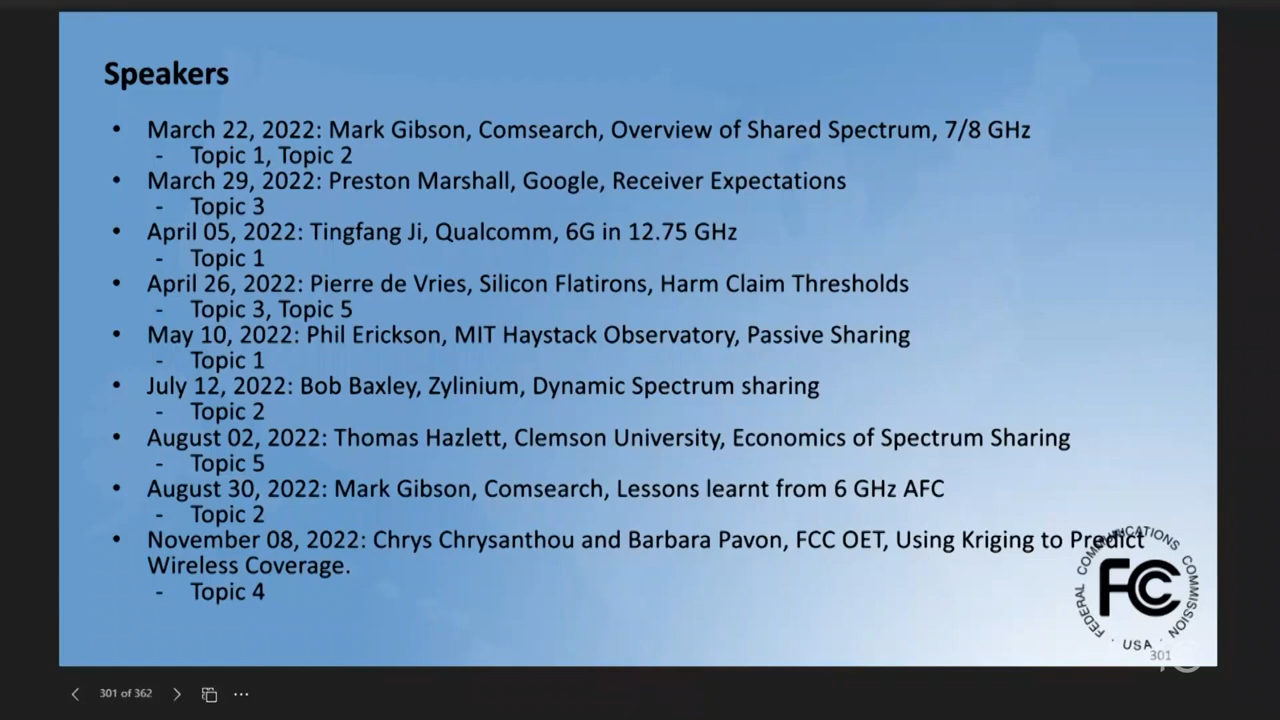 Speakers
• March 22, 2022: Mark Gibson, Comsearch, Overview of Shared Spectrum, 7/8 GHz
- Topic 1, Topic 2
• March 29, 2022: Preston Marshall, Google, Receiver Expectations
- Topic 3
• April 05, 2022: Tingfang Ji, Qualcomm, 6G in 12.75 GHz
- Topic 1
• April 26, 2022: Pierre de Vries, Silicon Flatirons, Harm Claim Thresholds
- Topic 3, Topic 5
• May 10, 2022: Phil Erickson, MIT Haystack Observatory, Passive Sharing
- Topic 1
• July 12, 2022: Bob Baxley, Zylinium, Dynamic Spectrum sharing
- Topic 2
• August 02, 2022: Thomas Hazlett, Clemson University, Economics of Spectrum Sharing
- Topic 5
• August 30, 2022: Mark Gibson, Comsearch, Lessons learnt from 6 GHz AFC
- Topic 2
• November 08, 2022: Chrys Chrysanthou and Barbara Pavon, FCC OET, Using Kriging to Predict
Wireless Coverage.
- Topic 4
FEDERAL COMMUNICATIONS COMMISSION
FCC
· USA ·
301
301 of 362